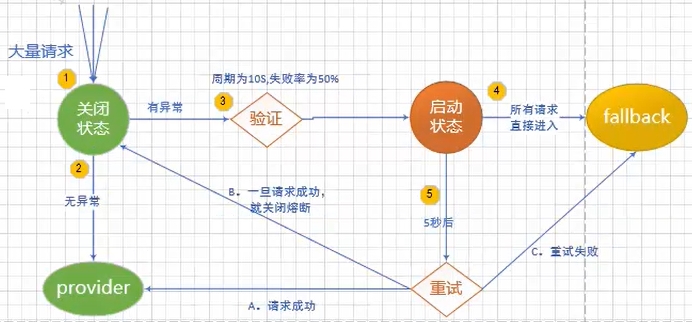 大量请求
1
关闭
状态
有异常
周期为10S,失败率为50%
3
验证
启动
状态
4
所有请求
直接进入
fallback
2
无异常
B. 一旦请求成功,
就关闭熔断
5
5秒后
C. 重试失败
provider
A. 请求成功
重试